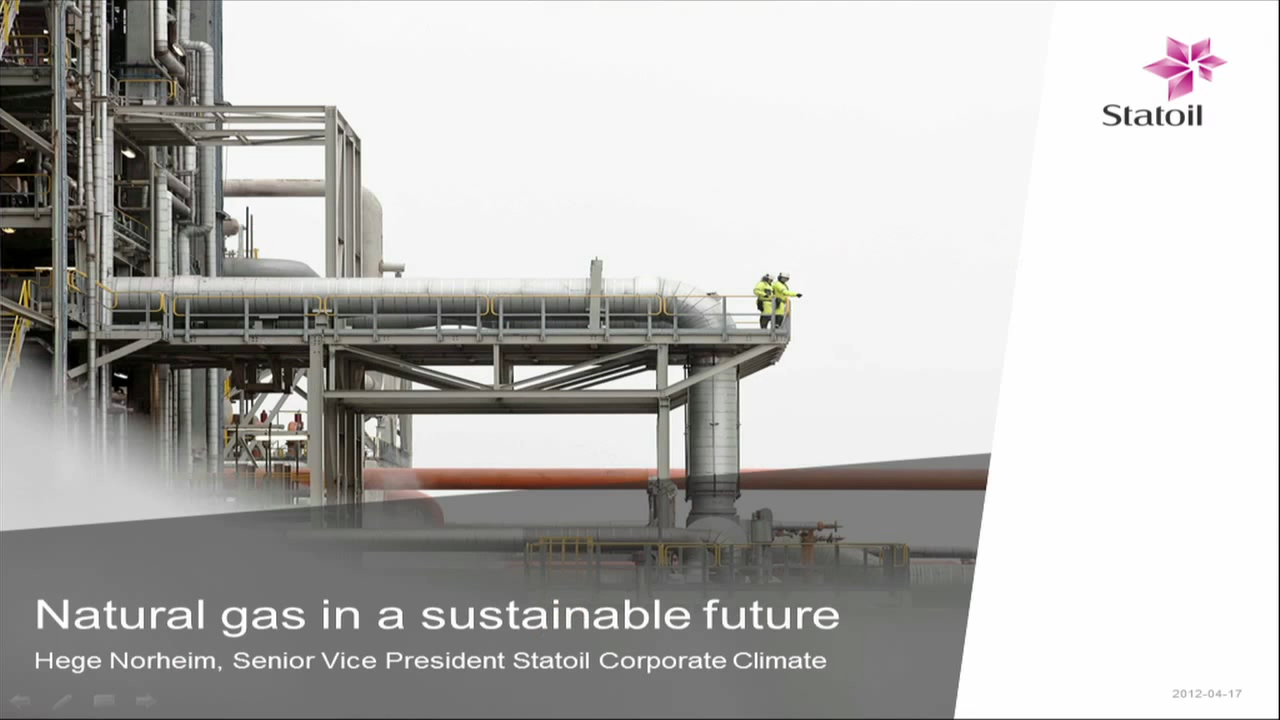 Statoil
Natural gas in a sustainable future
Hege Norheim, Senior Vice President Statoil Corporate Climate
2012-04-17